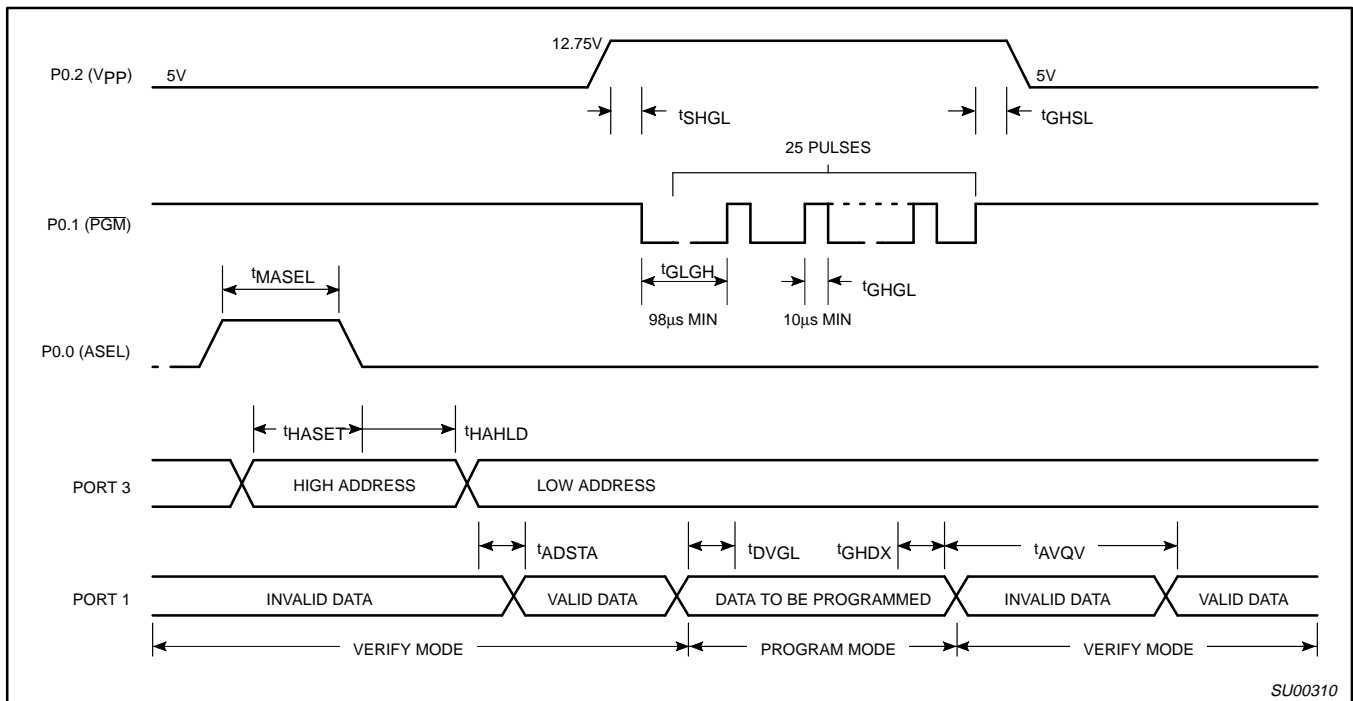 12.75V
P0.2 (VPP)
5V
5V
tSHGL
tGHSL
25 PULSES
P0.1 (PGM)
tMASEL
tGLGH
tGHGL
98µs MIN
10µs MIN
P0.0 (ASEL)
tHASET
tHAHLD
PORT 3
HIGH ADDRESS
LOW ADDRESS
tADSTA
tDVGL
tGHDX
tAVQV
PORT 1
INVALID DATA
VALID DATA
DATA TO BE PROGRAMMED
INVALID DATA
VALID DATA
VERIFY MODE
PROGRAM MODE
VERIFY MODE
SU00310